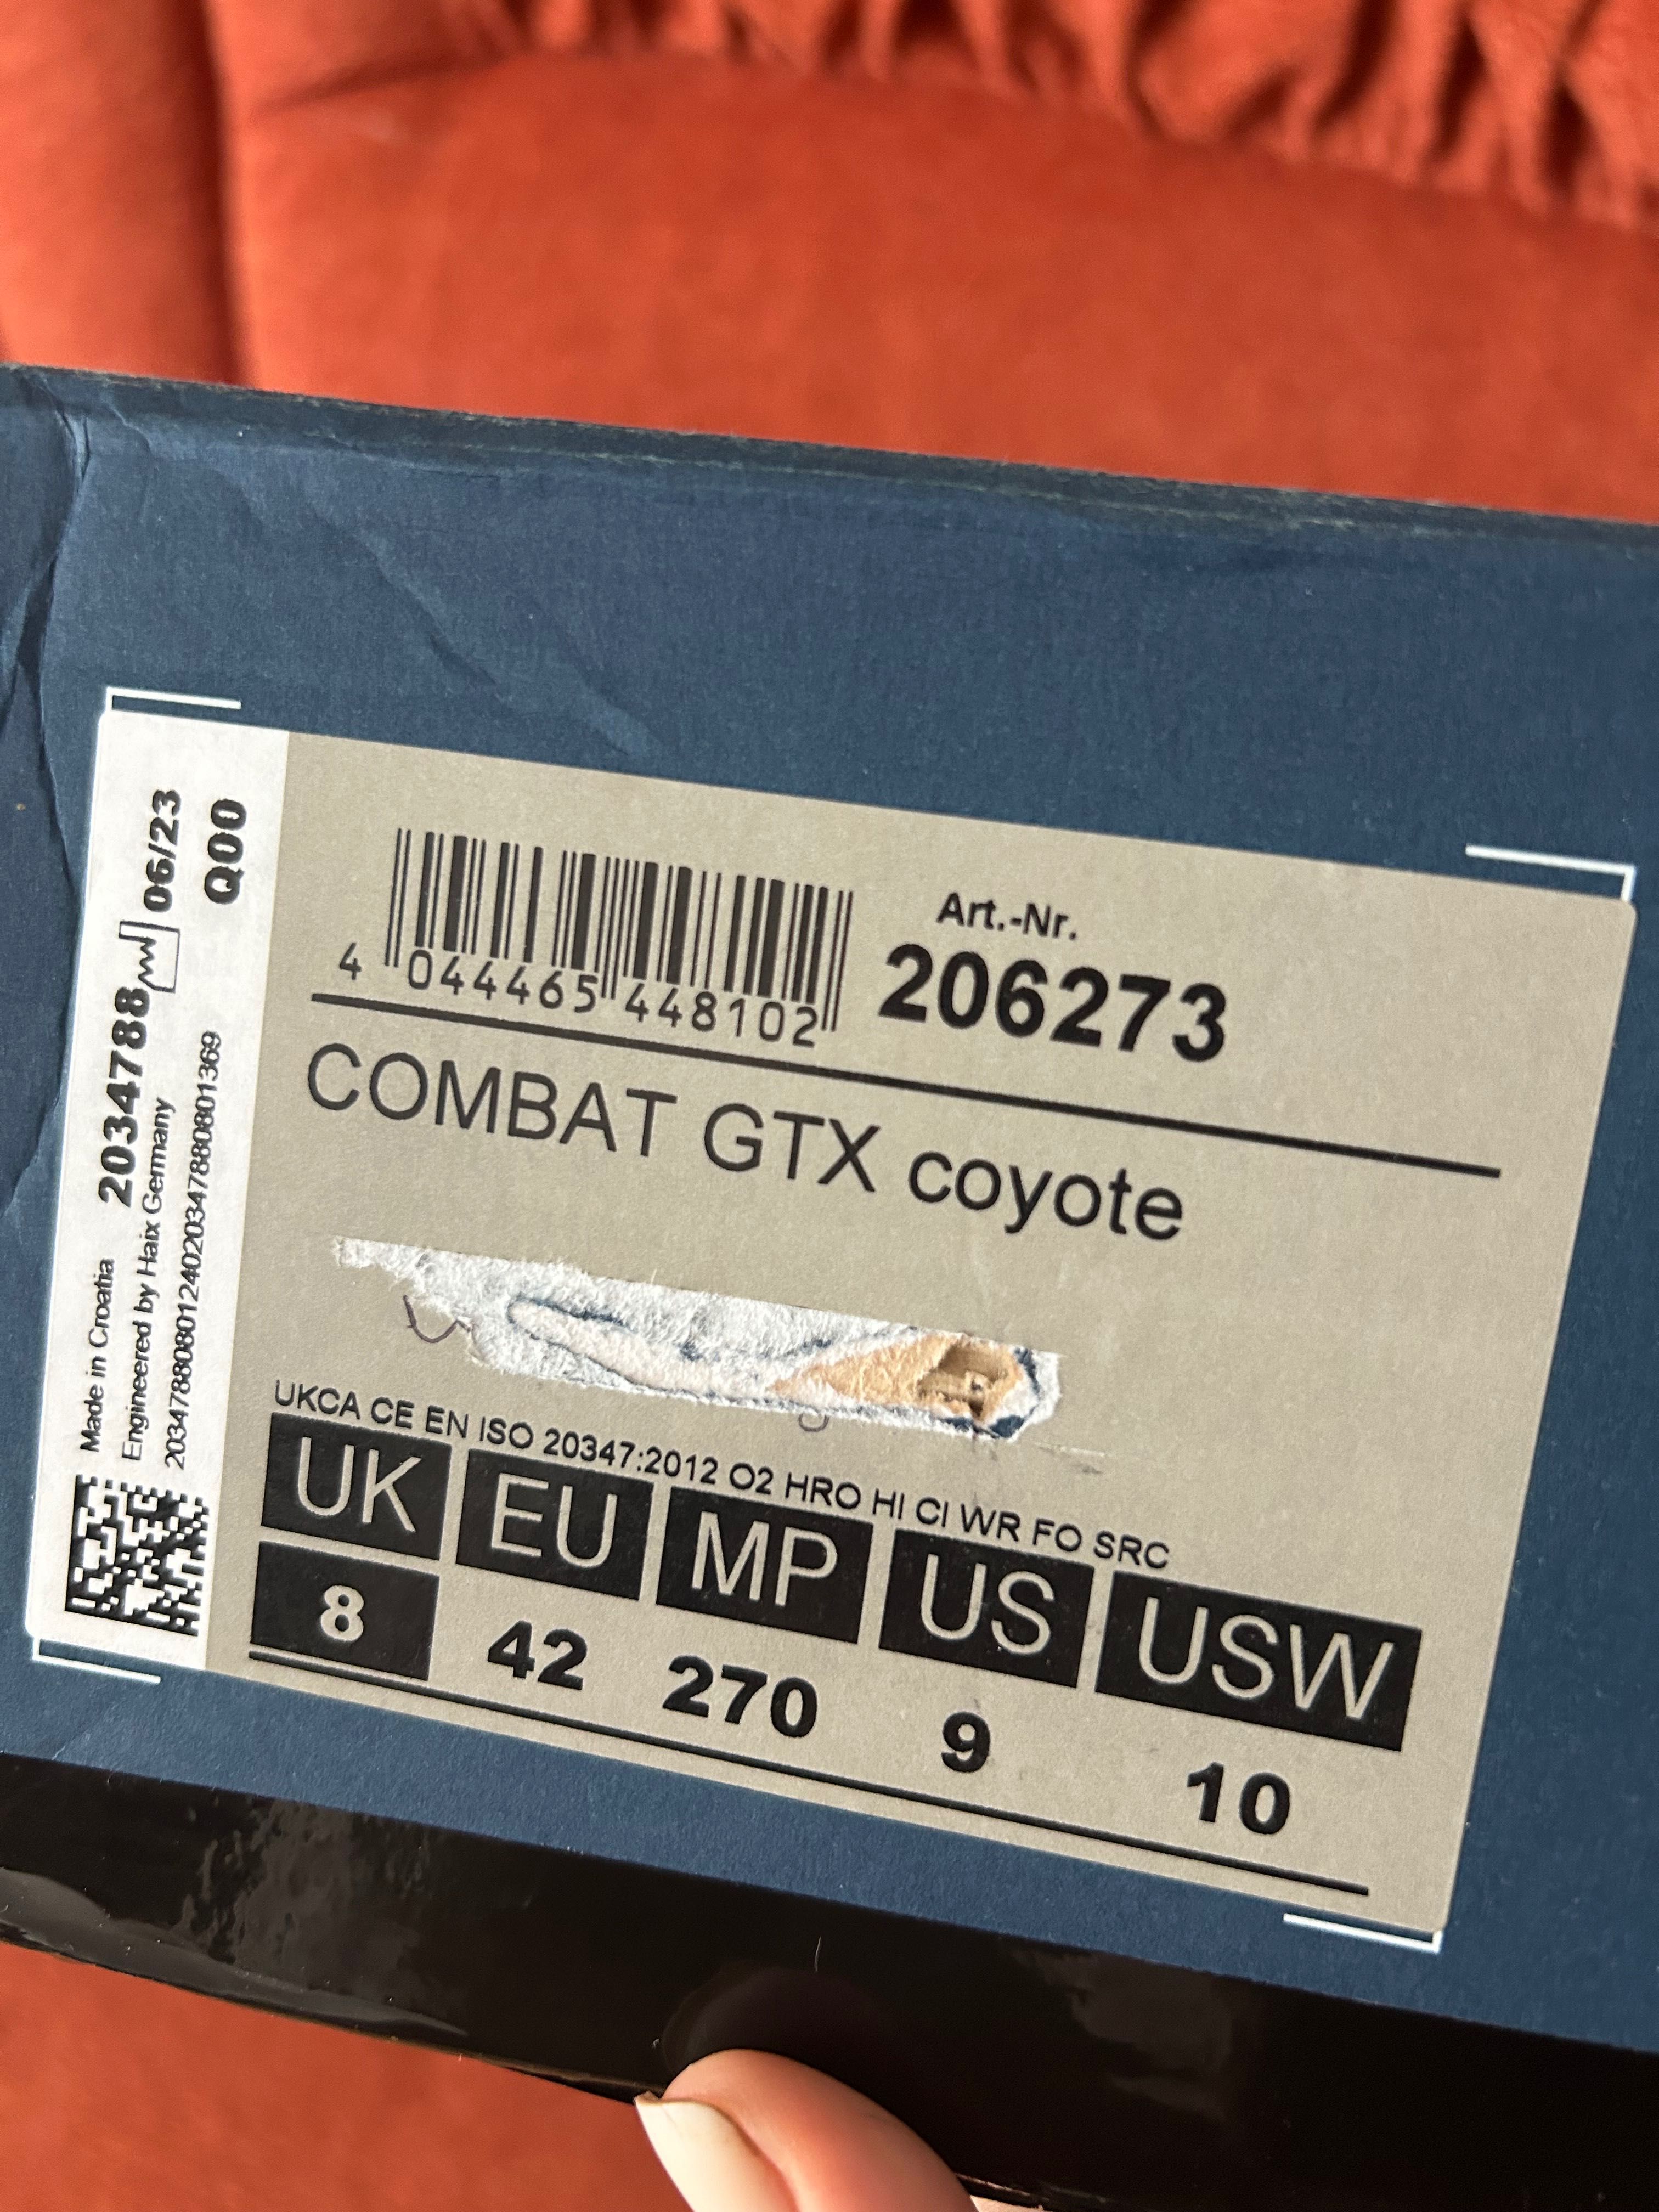 Made in Croatia 20347788 06/23
Engineered by Haix Germany Q00
4 044465 448102
Art.-Nr.
206273
COMBAT GTX coyote
UKCA CE EN ISO 20347:2012 O2 HRO HI CI WR FO SRC
UK EU MP US USW
8 42 270 9 10